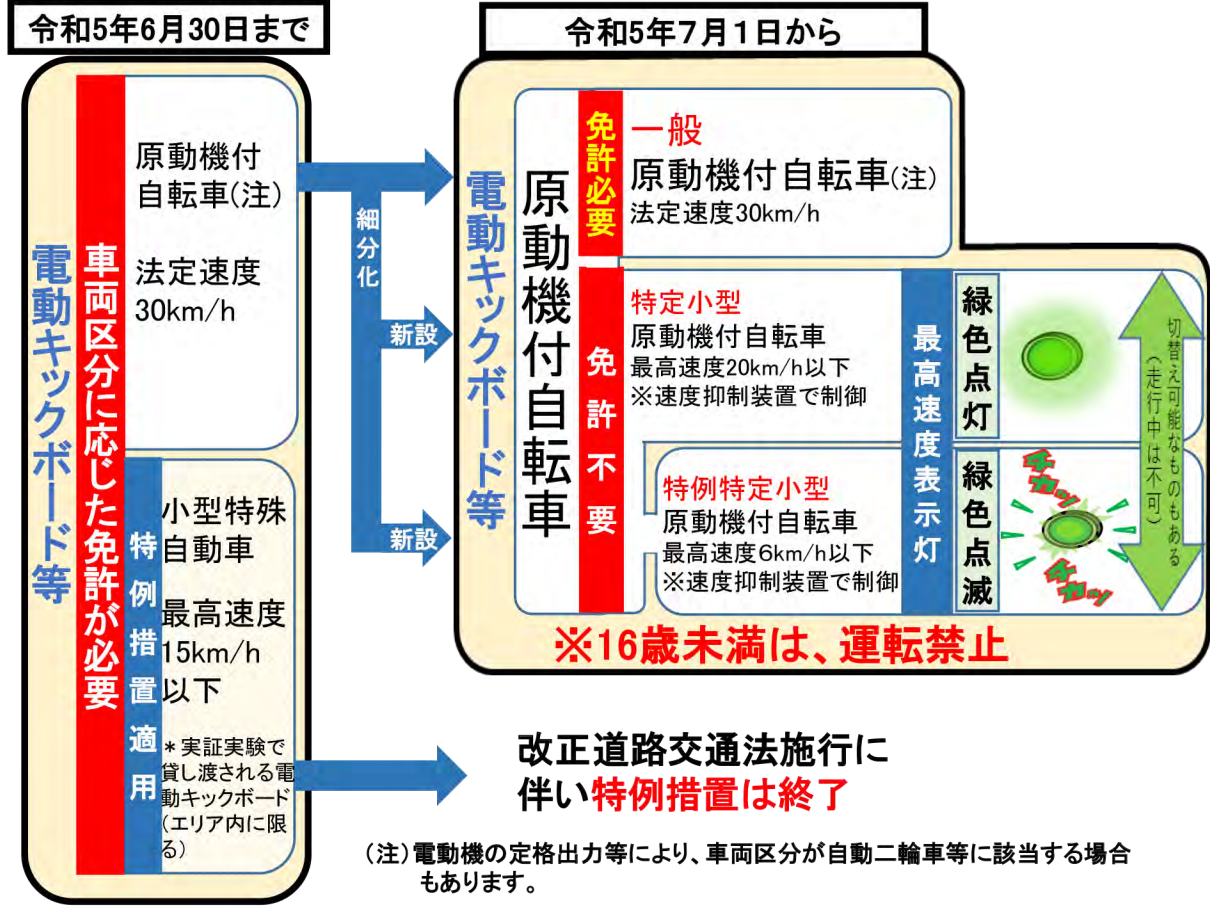 令和5年6月30日まで
電動キックボード等
車両区分に応じた免許が必要
原動機付
自転車(注)
法定速度
30km/h
特例措置適用
小型特殊
自動車
最高速度
15km/h
以下
＊実証実験で
貸し渡される電
動キックボード
(エリア内に限
る)
細分化
新設
新設
令和5年7月1日から
電動キックボード等
原動機付自転車
免許必要
一般
原動機付自転車(注)
法定速度30km/h
免許不要
特定小型
原動機付自転車
最高速度20km/h以下
※速度抑制装置で制御
特例特定小型
原動機付自転車
最高速度6km/h以下
※速度抑制装置で制御
最高速度表示灯
緑色点灯
緑色点滅
チカッ
チカッ
切替え可能なものもある
(走行中は不可)
※16歳未満は、運転禁止
改正道路交通法施行に
伴い特例措置は終了
(注)電動機の定格出力等により、車両区分が自動二輪車等に該当する場合
もあります。